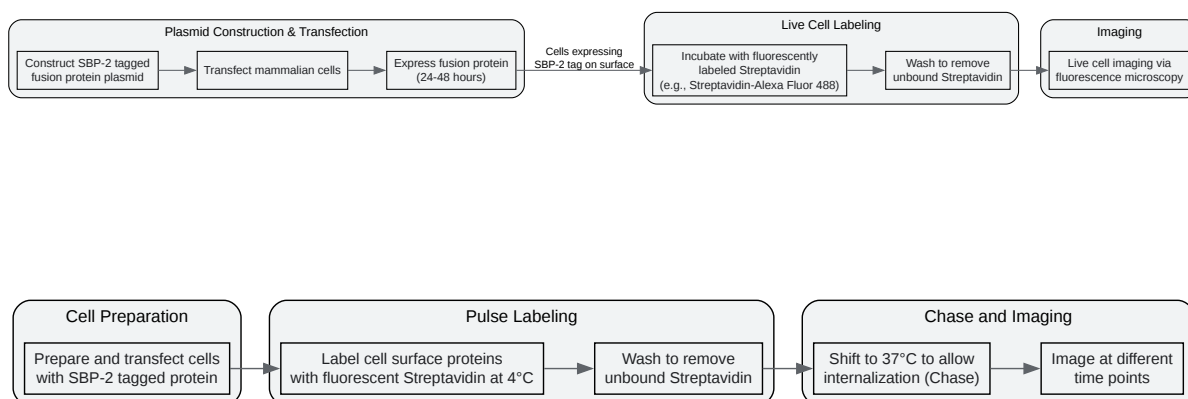 Plasmid Construction & Transfection
Construct SBP-2 tagged
fusion protein plasmid
Transfect mammalian cells
Express fusion protein
(24-48 hours)
Cells expressing
SBP-2 tag on surface
Live Cell Labeling
Incubate with fluorescently
labeled Streptavidin
(e.g., Streptavidin-Alexa Fluor 488)
Wash to remove
unbound Streptavidin
Imaging
Live cell imaging via
fluorescence microscopy
Cell Preparation
Prepare and transfect cells
with SBP-2 tagged protein
Pulse Labeling
Label cell surface proteins
with fluorescent Streptavidin at 4°C
Wash to remove
unbound Streptavidin
Chase and Imaging
Shift to 37°C to allow
internalization (Chase)
Image at different
time points